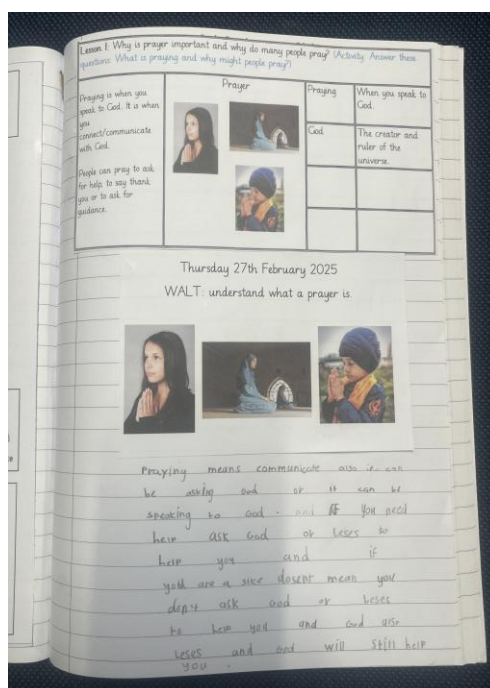 Lesson 1: Why is prayer important and why do many people pray? (Activity: Answer these
questions: What is praying and why might people pray?)
Praying is when you
speak to God. It is when
you
connect/communicate
with God.
People can pray to ask
for help, to say thank
you or to ask for
guidance.
Prayer
Praying
When you speak to
God.
God
The creator and
ruler of the
universe.
Thursday 27th February 2025
WALT: understand what a prayer is.
Praying means communicate also it can
be asking God or it can be
speaking to God. and if you need
help ask God or Leses to
help you and if
you are a sike dosent mean you
don't ask God or Leses
to help you and God also
Leses and God will still help
you.